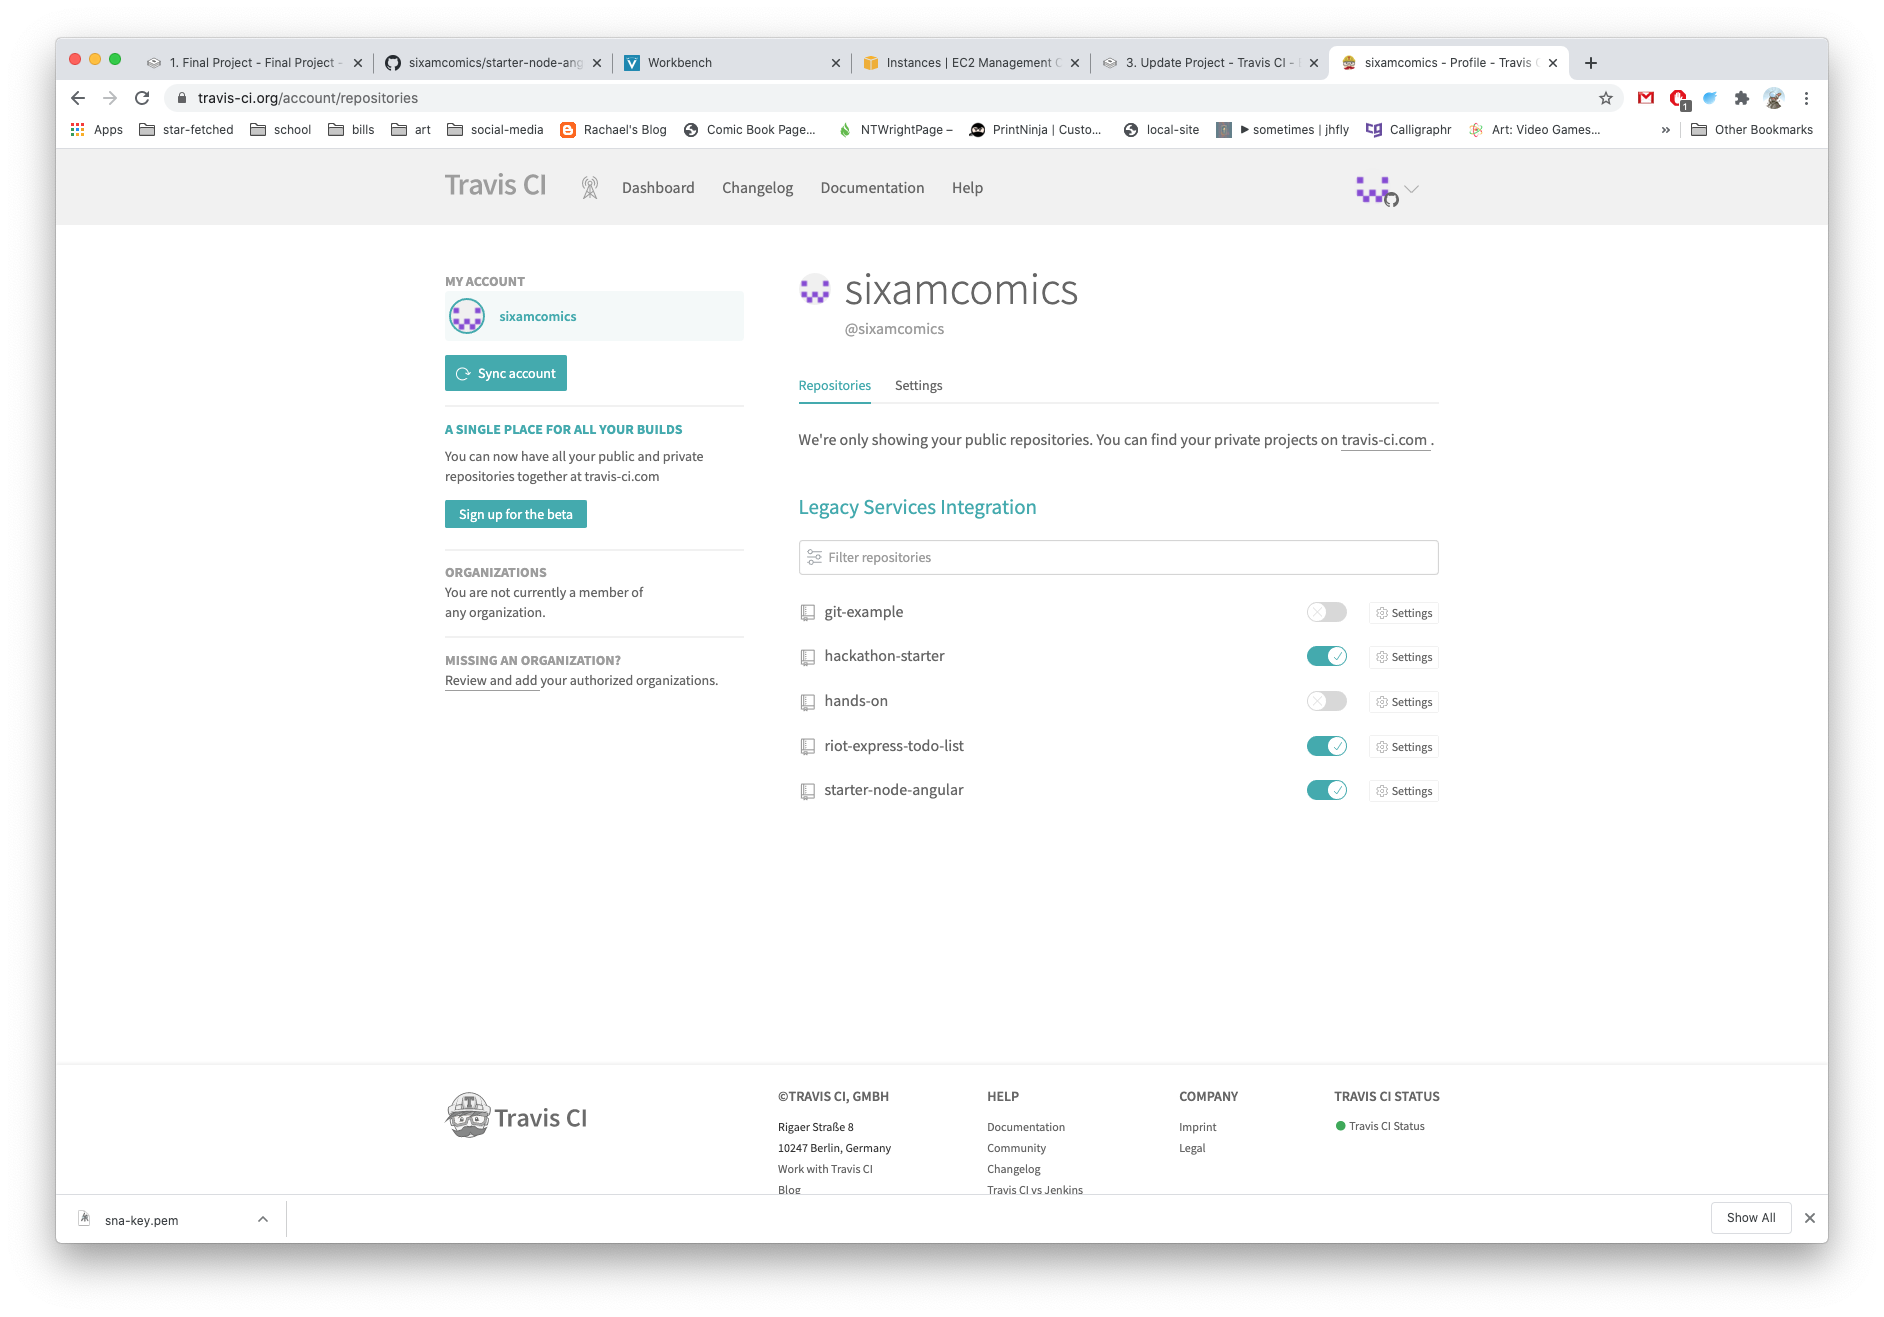 1. Final Project - Final Project -
sixamcomics/starter-node-ang
Workbench
Instances | EC2 Management C
3. Update Project - Travis CI -
sixamcomics - Profile - Travis C
travis-ci.org/account/repositories
1
Apps
star-fetched
school
bills
art
social-media
Rachael's Blog
Comic Book Page...
NTWrightPage –
PrintNinja | Custo...
local-site
sometimes | jhfly
Calligraphr
Art: Video Games...
»
Other Bookmarks
Travis CI
Dashboard
Changelog
Documentation
Help
MY ACCOUNT
sixamcomics
Sync account
A SINGLE PLACE FOR ALL YOUR BUILDS
You can now have all your public and private
repositories together at travis-ci.com
Sign up for the beta
ORGANIZATIONS
You are not currently a member of
any organization.
MISSING AN ORGANIZATION?
Review and add your authorized organizations.
sixamcomics
@sixamcomics
Repositories
Settings
We're only showing your public repositories. You can find your private projects on travis-ci.com .
Legacy Services Integration
Filter repositories
git-example
Settings
hackathon-starter
Settings
hands-on
Settings
riot-express-todo-list
Settings
starter-node-angular
Settings
Travis CI
©TRAVIS CI, GMBH
Rigaer Straße 8
10247 Berlin, Germany
Work with Travis CI
Blog
HELP
Documentation
Community
Changelog
Travis CI vs Jenkins
COMPANY
Imprint
Legal
TRAVIS CI STATUS
Travis CI Status
sna-key.pem
Show All